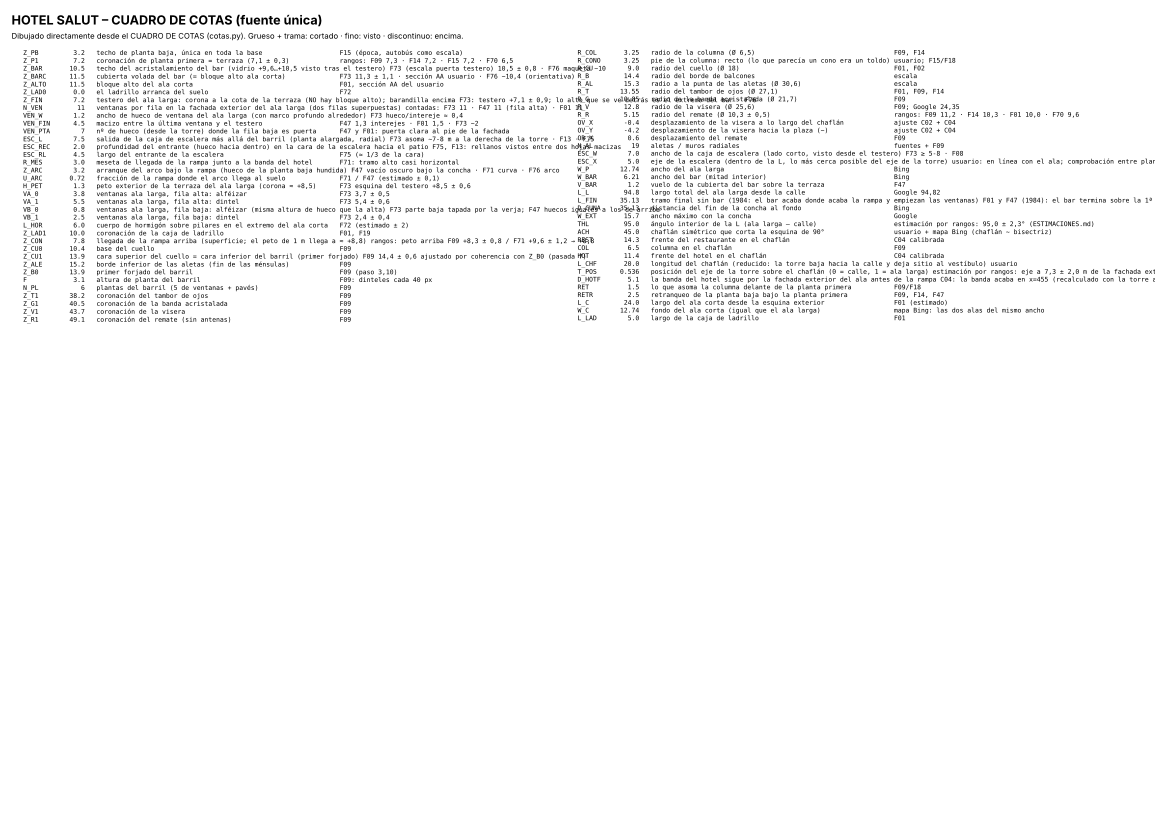 HOTEL SALUT – CUADRO DE COTAS (fuente única)
Dibujado directamente desde el CUADRO DE COTAS (cotas.py). Grueso + trama: cortado · fino: visto · discontinuo: encima.
Z_PB 3.2 techo de planta baja, única en toda la base F15 (época, autobús como escala)
Z_P1 7.2 coronación de planta primera = terraza (7,1 ± 0,3) rangos: F09 7,3 · F14 7,2 · F15 7,2 · F70 6,5
Z_BAR 10.5 techo del acristalamiento del bar (vidrio +9,6…+10,5 visto tras el testero) F73 (escala puerta testero) 10,5 ± 0,8 · F76 maqueta ~10
Z_BARC 11.5 cubierta volada del bar (= bloque alto ala corta) F73 11,3 ± 1,1 · sección AA usuario · F76 ~10,4 (orientativa)
Z_ALTO 11.5 bloque alto del ala corta F01, sección AA del usuario
Z_LAD0 0.0 el ladrillo arranca del suelo F72
Z_FIN 7.2 testero del ala larga: corona a la cota de la terraza (NO hay bloque alto); barandilla encima F73: testero +7,1 ± 0,9; lo alto que se ve
N_VEN 11 ventanas por fila en la fachada exterior del ala larga (dos filas superpuestas) contadas: F73 11 · F47 11 (fila alta) · F01 11
VEN_W 1.2 ancho de hueco de ventana del ala larga (con marco profundo alrededor) F73 hueco/intereje ≈ 0,4
VEN_FIN 4.5 macizo entre la última ventana y el testero F47 1,3 interejes · F01 1,5 · F73 ~2
VEN_PTA 7 nº de hueco (desde la torre) donde la fila baja es puerta F47 y F01: puerta clara al pie de la fachada
ESC_L 7.5 salida de la caja de escalera más allá del barril (planta alargada, radial) F73 asoma ~7-8 m a la derecha de la torre · F13 · F75
ESC_REC 2.0 profundidad del entrante (hueco hacia dentro) en la cara de la escalera hacia el patio F75, F13: rellanos vistos entre dos hojas macizas
ESC_RL 4.5 largo del entrante de la escalera F75 (≈ 1/3 de la cara)
R_MES 3.0 meseta de llegada de la rampa junto a la banda del hotel F71: tramo alto casi horizontal
Z_ARC 3.2 arranque del arco bajo la rampa (hueco de la planta baja hundida) F47 vacío oscuro bajo la concha · F71 curva · F76 arco
U_ARC 0.72 fracción de la rampa donde el arco llega al suelo F71 / F47 (estimado ± 0,1)
H_PET 1.3 peto exterior de la terraza del ala larga (corona = +8,5) F73 esquina del testero +8,5 ± 0,6
VA_0 3.8 ventanas ala larga, fila alta: alféizar F73 3,7 ± 0,5
VA_1 5.5 ventanas ala larga, fila alta: dintel F73 5,4 ± 0,6
VB_0 0.8 ventanas ala larga, fila baja: alféizar (misma altura de hueco que la alta) F73 parte baja tapada por la verja; F47 huecos iguales a los de arriba
VB_1 2.5 ventanas ala larga, fila baja: dintel F73 2,4 ± 0,4
L_HOR 6.0 cuerpo de hormigón sobre pilares en el extremo del ala corta F72 (estimado ± 2)
Z_LAD1 10.0 coronación de la caja de ladrillo F01, F19
Z_CON 7.8 llegada de la rampa arriba (superficie; el peto de 1 m llega a ≈ +8,8) rangos: peto arriba F09 +8,3 ± 0,8 / F71 +9,6 ± 1,2 → +8,8
Z_CU0 10.4 base del cuello F09
Z_CU1 13.9 cara superior del cuello = cara inferior del barril (primer forjado) F09 14,4 ± 0,6 ajustado por coherencia con Z_B0 (pasada
Z_ALE 15.2 borde inferior de las aletas (fin de las ménsulas) F09
Z_B0 13.9 primer forjado del barril F09 (paso 3,10)
F 3.1 altura de planta del barril F09: dinteles cada 40 px
N_PL 6 plantas del barril (5 de ventanas + pavés) F09
Z_T1 38.2 coronación del tambor de ojos F09
Z_G1 40.5 coronación de la banda acristalada F09
Z_V1 43.7 coronación de la visera F09
Z_R1 49.1 coronación del remate (sin antenas) F09
R_COL 3.25 radio de la columna (Ø 6,5) F09, F14
R_CONO 3.25 pie de la columna: recto (lo que parecía un cono era un toldo) usuario; F15/F18
9.0 radio del cuello (Ø 18) F01, F02
R_B 14.4 radio del borde de balcones escala
R_AL 15.3 radio a la punta de las aletas (Ø 30,6) escala
R_T 13.55 radio del tambor de ojos (Ø 27,1) F01, F09, F14
radio de la banda acristalada (Ø 21,7) F09
12.8 radio de la visera (Ø 25,6) F09; Google 24,35
R_R 5.15 radio del remate (Ø 10,3 ± 0,5) rangos: F09 11,2 · F14 10,3 · F01 10,0 · F70 9,6
OV_X -0.4 desplazamiento de la visera a lo largo del chaflán ajuste C02 + C04
OV_Y -4.2 desplazamiento de la visera hacia la plaza (−) ajuste C02 + C04
0.6 desplazamiento del remate F09
19 aletas / muros radiales fuentes + F09
ESC_W 7.0 ancho de la caja de escalera (lado corto, visto desde el testero) F73 ≥ 5-8 · F08
ESC_X 5.0 eje de la escalera (dentro de la L, lo más cerca posible del eje de la torre) usuario: en línea con el ala; comprobación entre plan
W_P 12.74 ancho del ala larga Bing
W_BAR 6.21 ancho del bar (mitad interior) Bing
V_BAR 1.2 vuelo de la cubierta del bar sobre la terraza F47
L_L 94.8 largo total del ala larga desde la calle Google 94,82
L_FIN 35.13 tramo final sin bar (1984: el bar acaba donde acaba la rampa y empiezan las ventanas) F01 y F47 (1984): el bar termina sobre la 1ª
distancia del fin de la concha al fondo Bing
W_EXT 15.7 ancho máximo con la concha Google
THL 95.0 ángulo interior de la L (ala larga – calle) estimación por rangos: 95,0 ± 2,3° (ESTIMACIONES.md)
ACH 45.0 chaflán simétrico que corta la esquina de 90° usuario + mapa Bing (chaflán ~ bisectriz)
14.3 frente del restaurante en el chaflán C04 calibrada
COL 6.5 columna en el chaflán F09
11.4 frente del hotel en el chaflán C04 calibrada
L_CHF 20.0 longitud del chaflán (reducido: la torre baja hacia la calle y deja sitio al vestíbulo) usuario
T_POS 0.536 posición del eje de la torre sobre el chaflán (0 = calle, 1 = ala larga) estimación por rangos: eje a 7,3 ± 2,0 m de la fachada ext
D_HOTF 5.1 la banda del hotel sigue por la fachada exterior del ala antes de la rampa C04: la banda acaba en x=455 (recalculado con la torre a
RET 1.5 lo que asoma la columna delante de la planta primera F09/F18
RETR 2.5 retranqueo de la planta baja bajo la planta primera F09, F14, F47
L_C 24.0 largo del ala corta desde la esquina exterior F01 (estimado)
W_C 12.74 fondo del ala corta (igual que el ala larga) mapa Bing: las dos alas del mismo ancho
L_LAD 5.0 largo de la caja de ladrillo F01